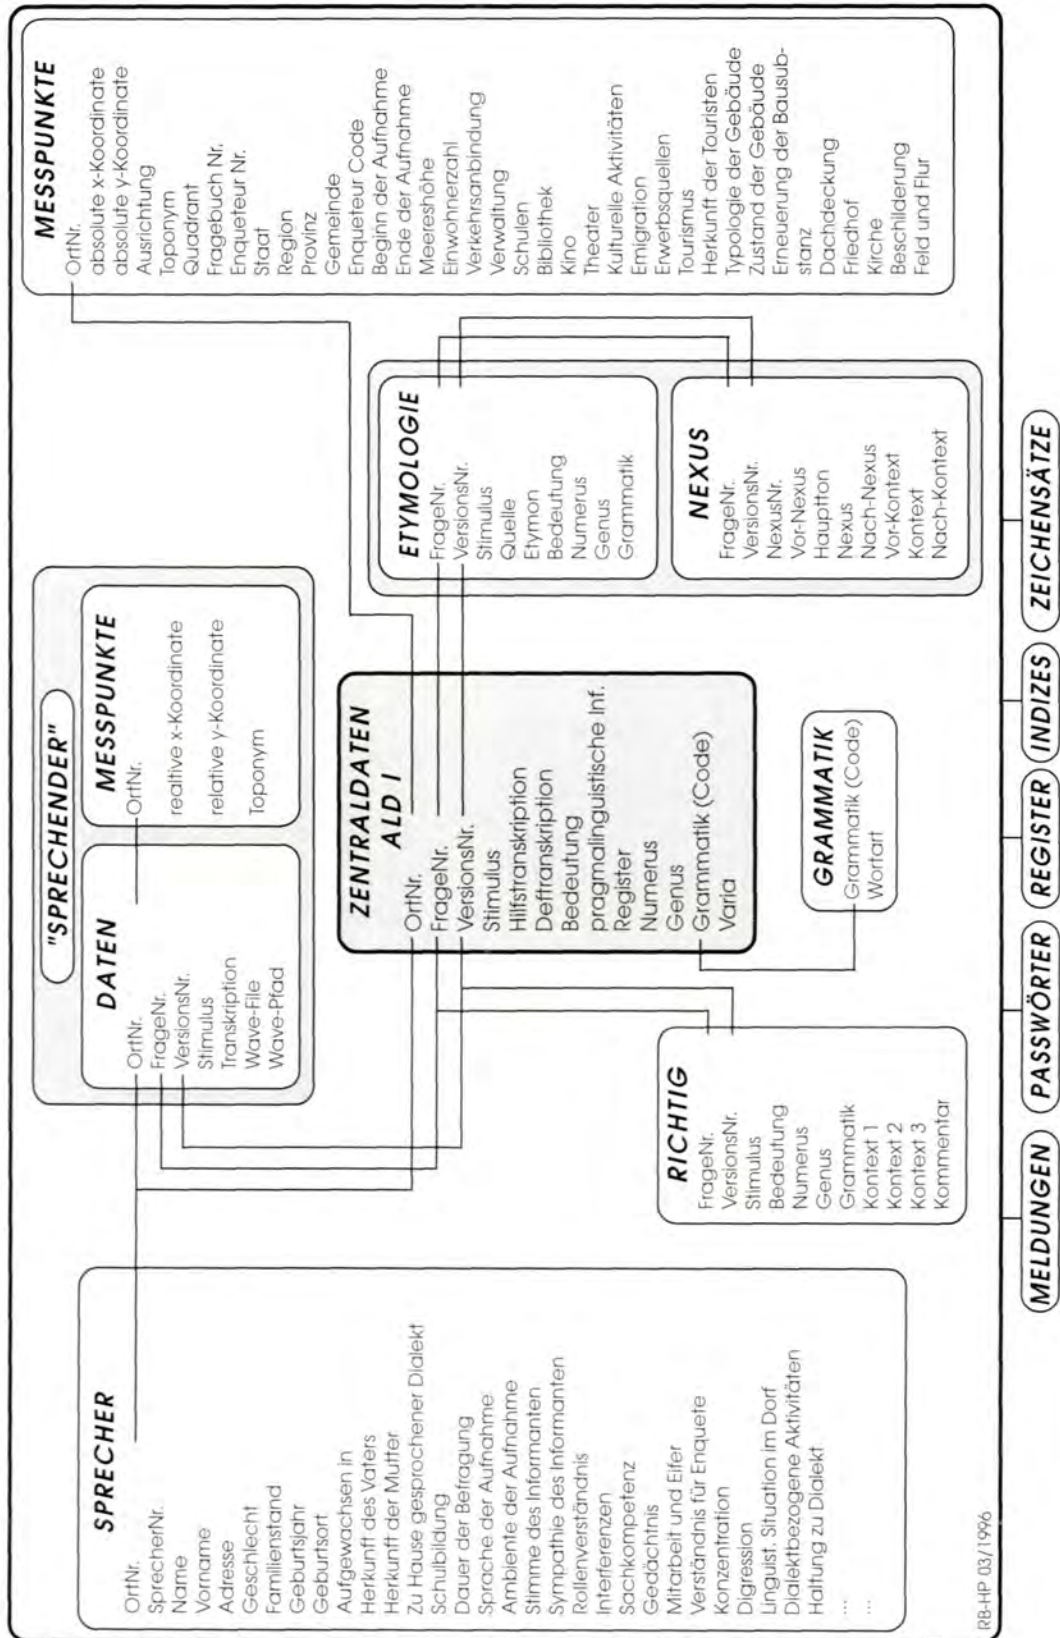 SPRECHER
OrtNr.
SprecherNr.
Name
Vorname
Adresse
Geschlecht
Familienstand
Geburtsjahr
Geburtsort
Aufgewachsen in
Herkunft des Vaters
Herkunft der Mutter
Zu Hause gesprochener Dialekt
Schulbildung
Dauer der Befragung
Sprache der Aufnahme
Ambiente der Aufnahme
Stimme des Informanten
Sympathie des Informanten
Rollenverständnis
Interferenzen
Sachkompetenz
Gedächtnis
Mitarbeit und Eifer
Verständnis für Enquete
Konzentration
Digression
Linguist. Situation im Dorf
Dialektbezogene Aktivitäten
Haltung zu Dialekt
...
...
RB-HP 03/1996
"SPRECHENDER"
DATEN
OrtNr.
FrageNr.
VersionsNr.
Stimulus
Transkription
Wave-File
Wave-Pfad
MESSPUNKTE
OrtNr.
realtive x-Koordinate
relative y-Koordinate
Toponym
ZENTRALDATEN
ALD I
OrtNr.
FrageNr.
VersionsNr.
Stimulus
Hilfstranskription
Deftranskription
Bedeutung
pragmalinguistische Inf.
Register
Numerus
Genus
Grammatik (Code)
Varia
RICHTIG
FrageNr.
VersionsNr.
Stimulus
Bedeutung
Numerus
Genus
Grammatik
Kontext 1
Kontext 2
Kontext 3
Kommentar
GRAMMATIK
Grammatik (Code)
Wortart
ETYMOLOGIE
FrageNr.
VersionsNr.
Stimulus
Quelle
Etymon
Bedeutung
Numerus
Genus
Grammatik
NEXUS
FrageNr.
VersionsNr.
NexusNr.
Vor-Nexus
Hauptton
Nexus
Nach-Nexus
Vor-Kontext
Kontext
Nach-Kontext
MESSPUNKTE
OrtNr.
absolute x-Koordinate
absolute y-Koordinate
Ausrichtung
Toponym
Quadrant
Fragebuch Nr.
Enqueteur Nr.
Staat
Region
Provinz
Gemeinde
Enqueteur Code
Beginn der Aufnahme
Ende der Aufnahme
Meereshöhe
Einwohnerzahl
Verkehrsanbindung
Verwaltung
Schulen
Bibliothek
Kino
Theater
Kulturelle Aktivitäten
Emigration
Erwerbsquellen
Tourismus
Herkunft der Touristen
Typologie der Gebäude
Zustand der Gebäude
Erneuerung der Bausub-
stanz
Dachdeckung
Friedhof
Kirche
Beschilderung
Feld und Flur
MELDUNGEN
PASSWÖRTER
REGISTER
INDIZES
ZEICHENSÄTZE